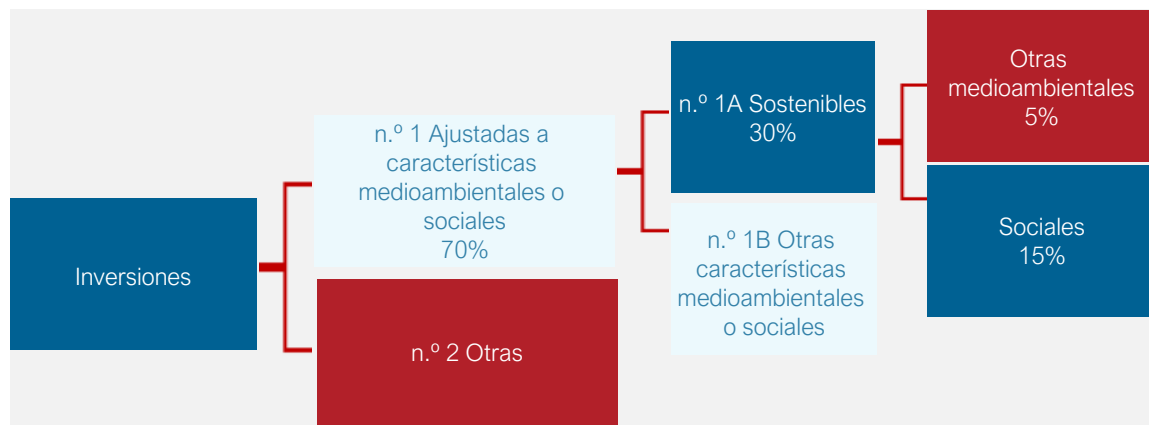 Inversiones
n.º 1 Ajustadas a
características
medioambientales o
sociales
70%
n.º 2 Otras
n.º 1A Sostenibles
30%
n.º 1B Otras
características
medioambientales
o sociales
Otras
medioambientales
5%
Sociales
15%